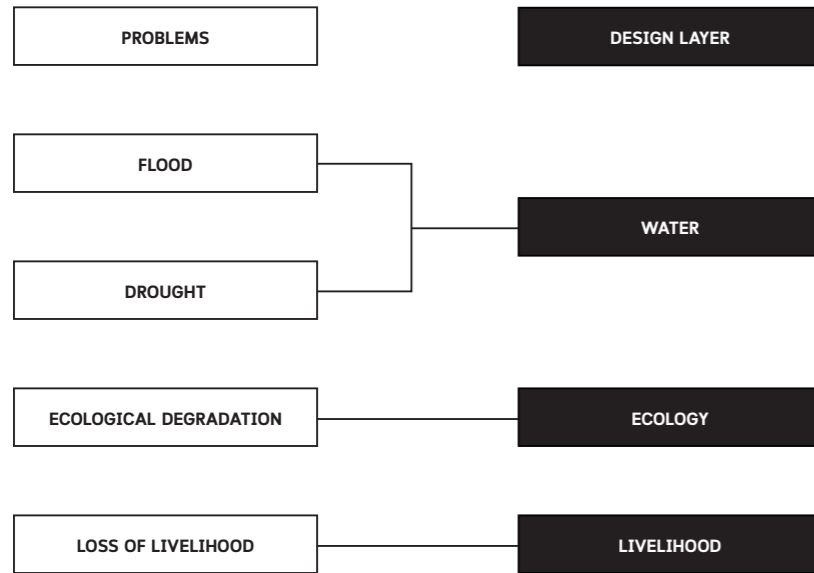 PROBLEMS
DESIGN LAYER
FLOOD
WATER
DROUGHT
ECOLOGICAL DEGRADATION
ECOLOGY
LOSS OF LIVELIHOOD
LIVELIHOOD